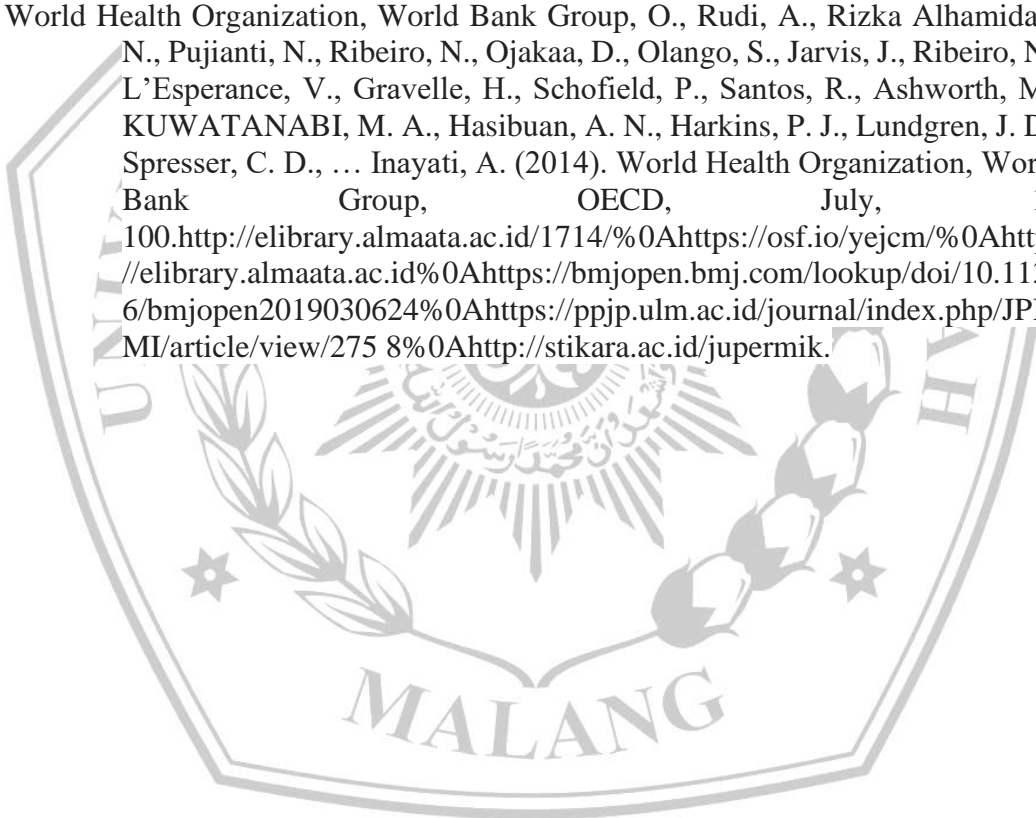 World Health Organization, World Bank Group, O., Rudi, A., Rizka Alhamida
N., Pujianti, N., Ribeiro, N., Ojakaa, D., Olango, S., Jarvis, J., Ribeiro, N
L’Esperance, V., Gravelle, H., Schofield, P., Santos, R., Ashworth, M
KUWATANABI, M. A., Hasibuan, A. N., Harkins, P. J., Lundgren, J. D
Spresser, C. D., … Inayati, A. (2014). World Health Organization, Wor
Bank Group, OECD, July,
100.http://elibrary.almaata.ac.id/1714/%0Ahttps://osf.io/yejcm/%0Ahtt
//elibrary.almaata.ac.id%0Ahttps://bmjopen.bmj.com/lookup/doi/10.113
6/bmjopen2019030624%0Ahttps://ppjp.ulm.ac.id/journal/index.php/JP
MI/article/view/275 8%0Ahttp://stikara.ac.id/jupermik.
MALANG